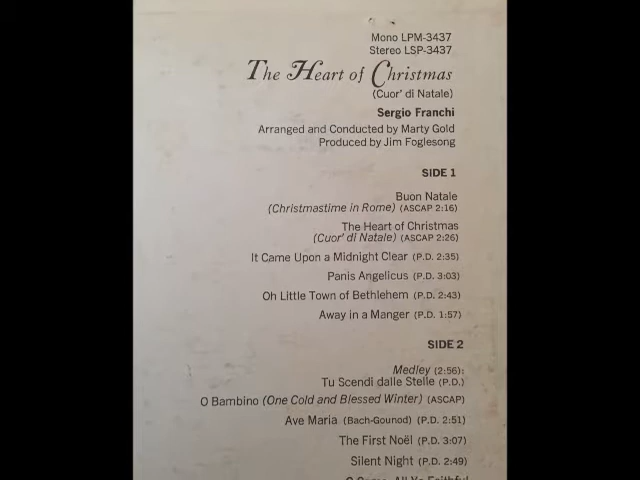 Mono LPM-3437
Stereo LSP-3437
The Heart of Christmas
(Cuor' di Natale)
Sergio Franchi
Arranged and Conducted by Marty Gold
Produced by Jim Foglesong
SIDE 1
Buon Natale
(Christmastime in Rome) (ASCAP 2:16)
The Heart of Christmas
(Cuor' di Natale) (ASCAP 2:26)
It Came Upon a Midnight Clear (P.D. 2:35)
Panis Angelicus (P.D. 3:03)
Oh Little Town of Bethlehem (P.D. 2:43)
Away in a Manger (P.D. 1:57)
SIDE 2
Medley (2:56):
Tu Scendi dalle Stelle (P.D.)
O Bambino (One Cold and Blessed Winter) (ASCAP)
Ave Maria (Bach-Gounod) (P.D. 2:51)
The First Noël (P.D. 3:07)
Silent Night (P.D. 2:49)
O Come, All Ye Faithful